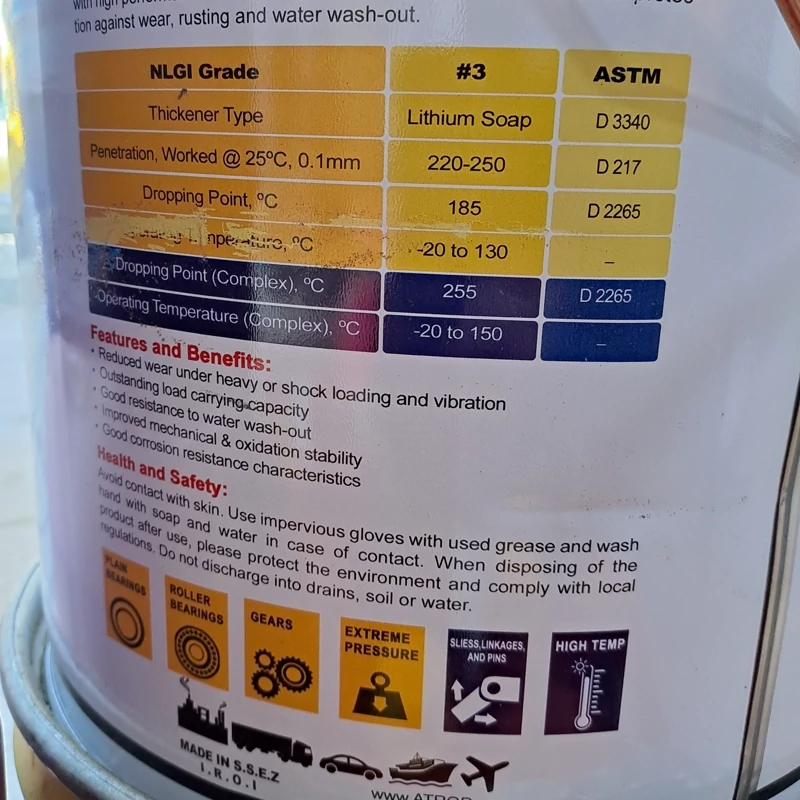 with high
tion against wear, rusting and water wash-out.
NLGI Grade #3 ASTM
Thickener Type Lithium Soap D 3340
Penetration, Worked @ 25ºC, 0.1mm 220-250 D 217
Dropping Point, ºC 185 D 2265
Operating Temperature, ºC -20 to 130 _
Dropping Point (Complex), ºC 255 D 2265
Operating Temperature (Complex), ºC -20 to 150 _
Features and Benefits:
• Reduced wear under heavy or shock loading and vibration
• Outstanding load carrying capacity
• Good resistance to water wash-out
• Improved mechanical & oxidation stability
• Good corrosion resistance characteristics
Health and Safety:
Avoid contact with skin. Use impervious gloves with used grease and wash
hand with soap and water in case of contact. When disposing of the
product after use, please protect the environment and comply with local
regulations. Do not discharge into drains, soil or water.
PLAIN
BEARINGS
ROLLER
BEARINGS
GEARS
EXTREME
PRESSURE
SLIESS,LINKAGES,
AND PINS
HIGH TEMP
MADE IN S.S.E.Z
I.R.O.I